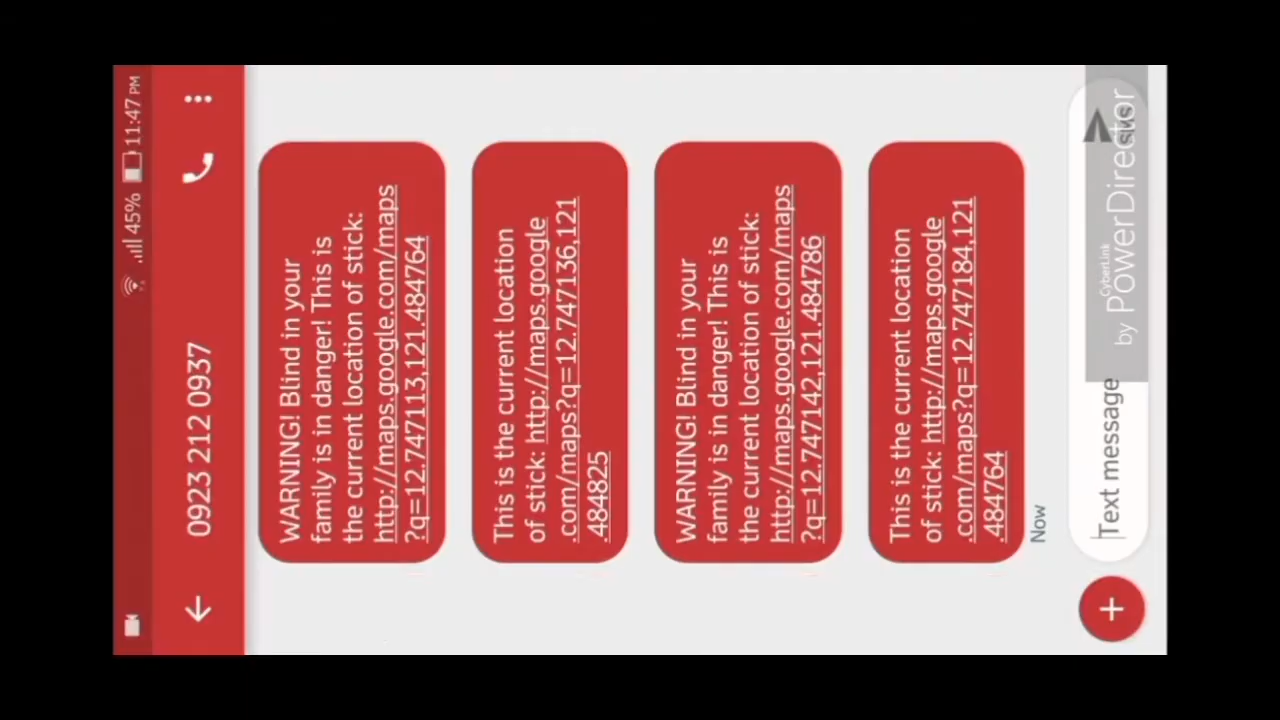 45% 11:47 PM
0923 212 0937
WARNING! Blind in your
family is in danger! This is
the current location of stick:
http://maps.google.com/maps
?q=12.747113,121.484764
This is the current location
of stick: http://maps.google
.com/maps?q=12.747136,121
.484825
WARNING! Blind in your
family is in danger! This is
the current location of stick:
http://maps.google.com/maps
?q=12.747142,121.484786
This is the current location
of stick: http://maps.google
.com/maps?q=12.747184,121
.484764
Now
Text message
SMS
CyberLink
by PowerDirector